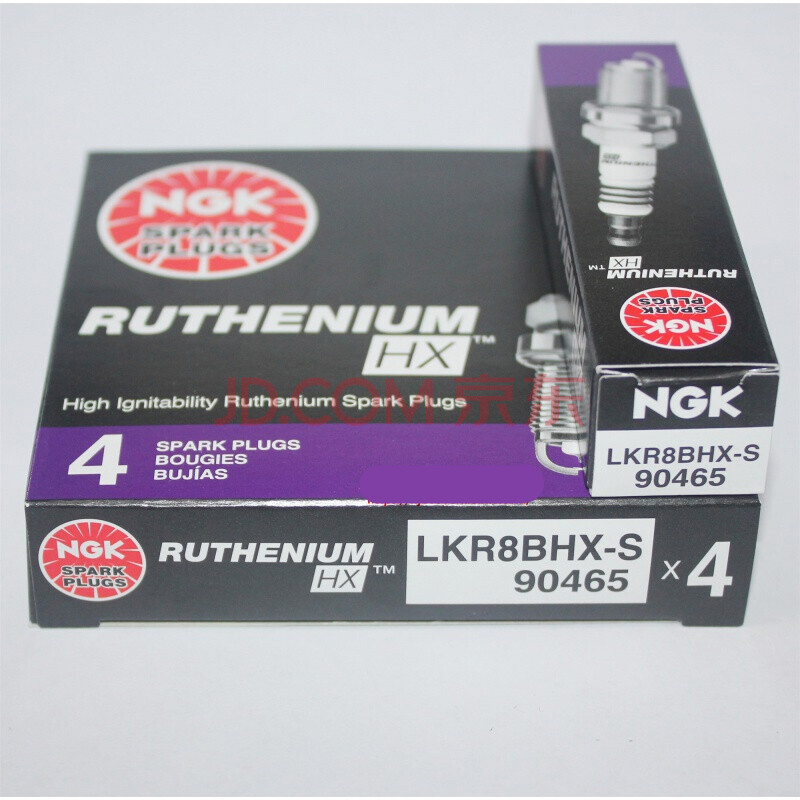 NGK
SPARK
PLUGS
RUTHENIUM
HX™
High Ignitability Ruthenium Spark Plugs
JD.COM 京东
4
SPARK PLUGS
BOUGIES
BUJÍAS
NGK
SPARK
PLUGS
RUTHENIUM
HX™
LKR8BHX-S
90465
x 4
RUTHENIUM
HX™
NGK
SPARK
PLUGS
NGK
LKR8BHX-S
90465